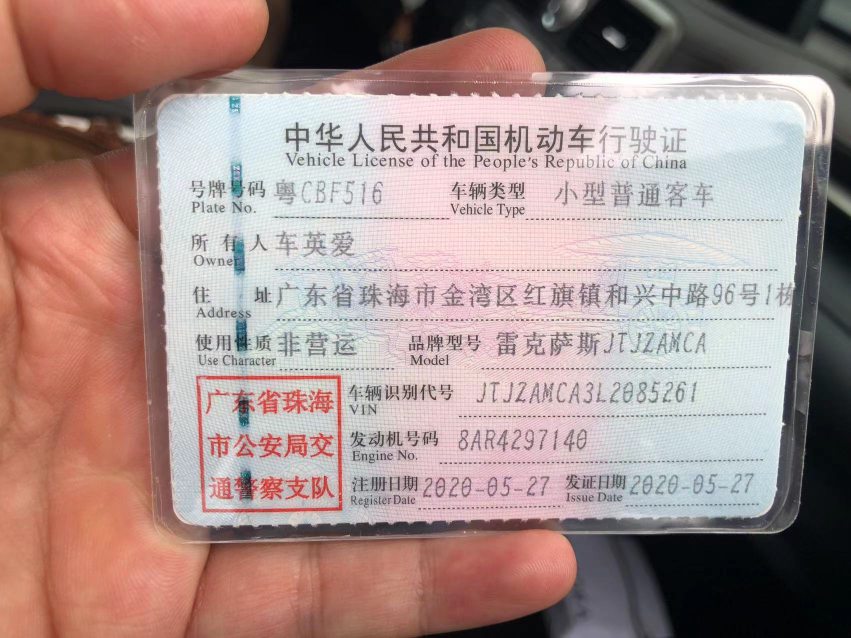 中华人民共和国机动车行驶证
Vehicle License of the People's Republic of China
号牌号码 粤CBF516 车辆类型 小型普通客车
Plate No. Vehicle Type
所有人 车英爱
Owner
住址 广东省珠海市金湾区红旗镇和兴中路96号1栋
Address
使用性质 非营运 品牌型号 雷克萨斯JTJZAMCA
Use Character Model
广东省珠海
市公安局交
通警察支队
车辆识别代号 JTJZAMCA3L2085261
VIN
发动机号码 8AR4297140
Engine No.
注册日期 2020-05-27 发证日期 2020-05-27
Register Date Issue Date